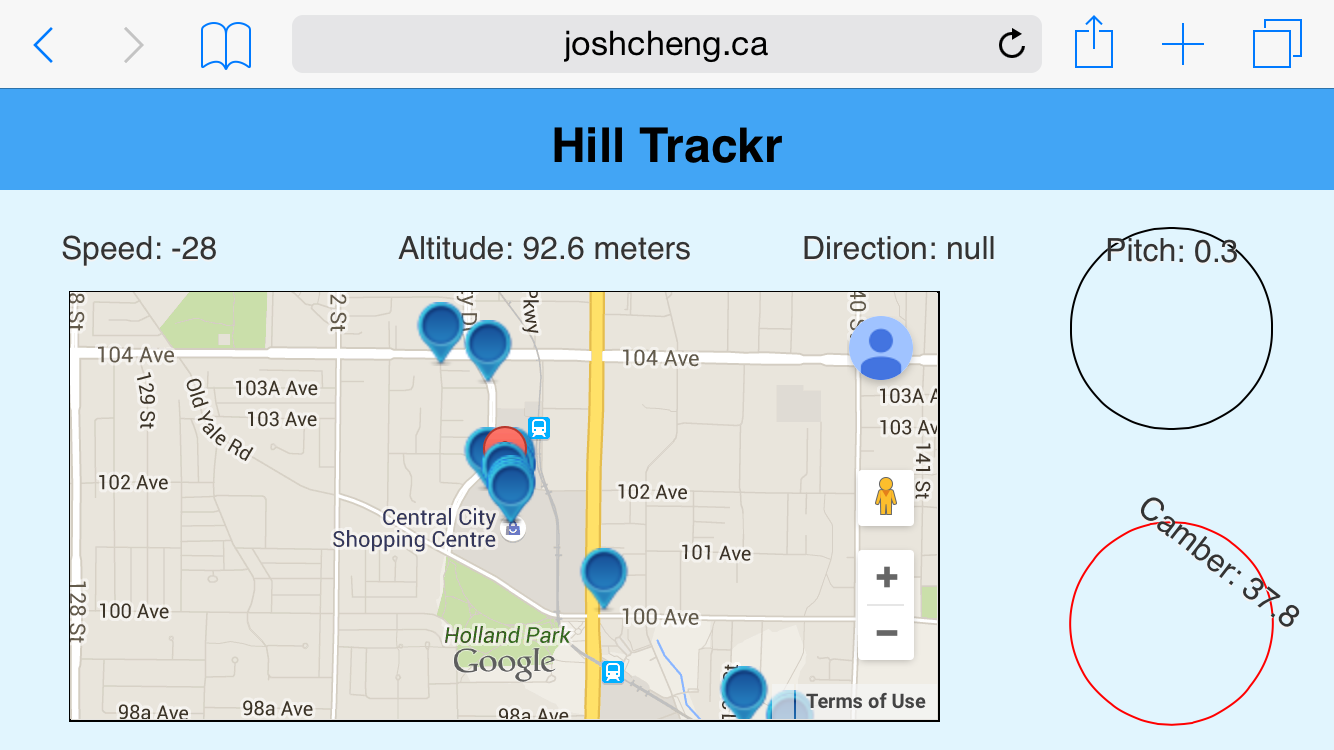 joshcheng.ca
Hill Trackr
Speed: -28
Altitude: 92.6 meters
Direction: null
Pitch: 0.3
8 St
2 St
Pkwy
40
104 Ave
104 Ave
129 St
Old Yale Rd
103A Ave
103 Ave
103A A
103 Av
141 St
102 Ave
102 Ave
Central City
Shopping Centre
101 Ave
128 St
100 Ave
100 Ave
Holland Park
Google
98a Ave
98a Ave
98a Ave
Terms of Use
Camber: 37.8